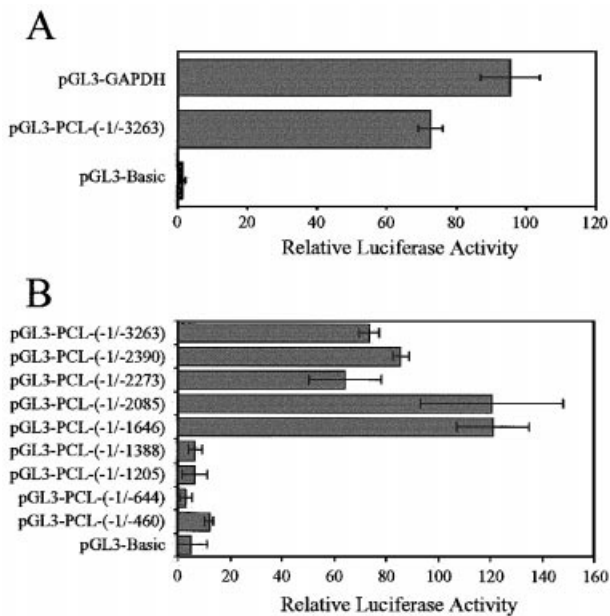 A
pGL3-GAPDH
pGL3-PCL-(-1/-3263)
pGL3-Basic
0 20 40 60 80 100 120
Relative Luciferase Activity
B
pGL3-PCL-(-1/-3263)
pGL3-PCL-(-1/-2390)
pGL3-PCL-(-1/-2273)
pGL3-PCL-(-1/-2085)
pGL3-PCL-(-1/-1646)
pGL3-PCL-(-1/-1388)
pGL3-PCL-(-1/-1205)
pGL3-PCL-(-1/-644)
pGL3-PCL-(-1/-460)
pGL3-Basic
0 20 40 60 80 100 120 140 160
Relative Luciferase Activity